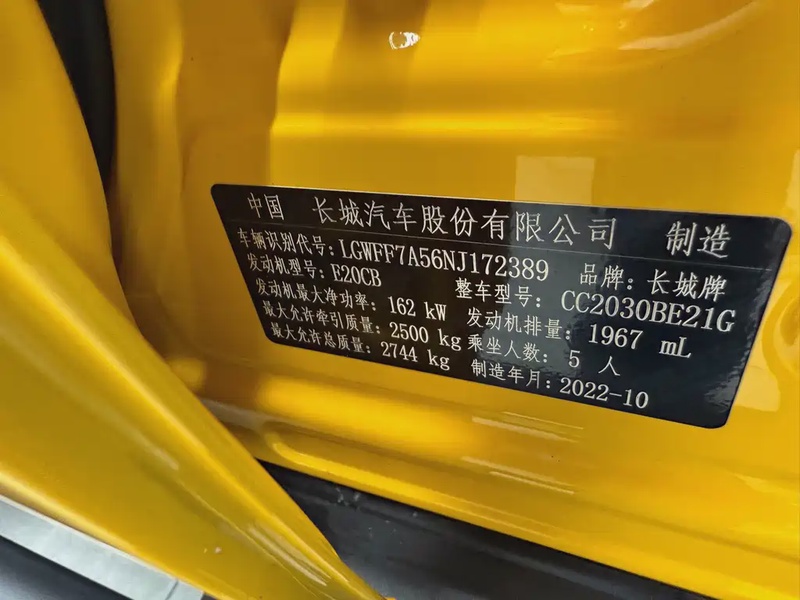 中国 长城汽车股份有限公司 制造
车辆识别代号: LGWFF7A56NJ172389 品牌: 长城牌
发动机型号: E20CB 整车型号: CC2030BE21G
发动机最大净功率: 162 kW 发动机排量: 1967 mL
最大允许牵引质量: 2500 kg 乘坐人数: 5 人
最大允许总质量: 2744 kg 制造年月: 2022-10